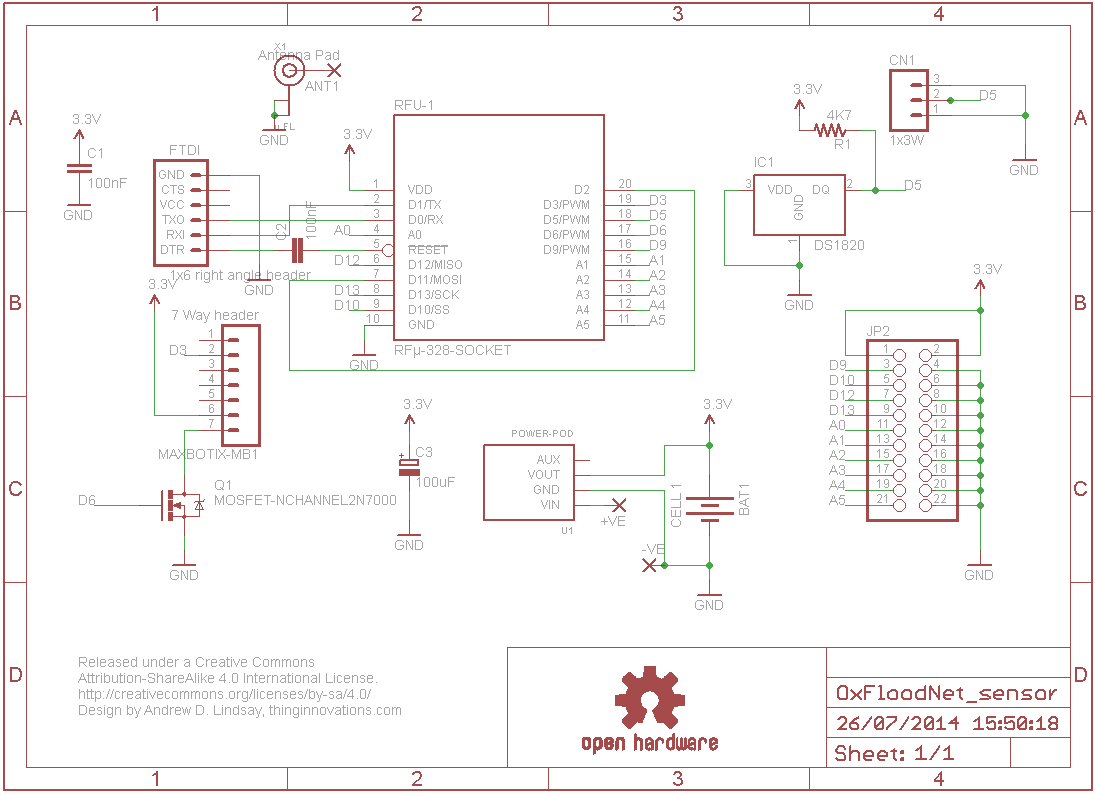 1 2 3 4
A
B
C
D
A
B
C
D
1 2 3 4
X1
Antenna Pad
ANT1
µ.FL
GND
3.3V
C1
100nF
GND
FTDI
GND
CTS
VCC
TXO
RXI
DTR
1x6 right angle header
GND
C2
100nF
3.3V
RFU-1
1 VDD
2 D1/TX
3 D0/RX
A0 4 A0
5 RESET
D12 6 D12/MISO
7 D11/MOSI
D13 8 D13/SCK
D10 9 D10/SS
10 GND
GND
D2 20
D3/PWM 19 D3
D5/PWM 18 D5
D6/PWM 17 D6
D9/PWM 16 D9
A1 15 A1
A2 14 A2
A3 13 A3
A4 12 A4
A5 11 A5
RFµ-328-SOCKET
3.3V
7 Way header
1
D3 2
3
4
5
6
7
MAXBOTIX-MB1
D6
Q1
MOSFET-NCHANNEL2N7000
GND
3.3V
+
C3
100uF
GND
POWER-POD
AUX
VOUT
GND
VIN
U1
+VE
-VE
3.3V
CELL 1
BAT1
GND
3.3V
4K7
R1
IC1
3 VDD DQ 2
GND
1
DS1820
D5
GND
CN1
3
2 D5
1
1x3W
GND
3.3V
JP2
1 2
D9 3 4
D10 5 6
D12 7 8
D13 9 10
A0 11 12
A1 13 14
A2 15 16
A3 17 18
A4 19 20
A5 21 22
GND
Released under a Creative Commons
Attribution-ShareAlike 4.0 International License.
http://creativecommons.org/licenses/by-sa/4.0/
Design by Andrew D. Lindsay, thinginnovations.com
open hardware
OxFloodNet_sensor
26/07/2014 15:50:18
Sheet: 1/1